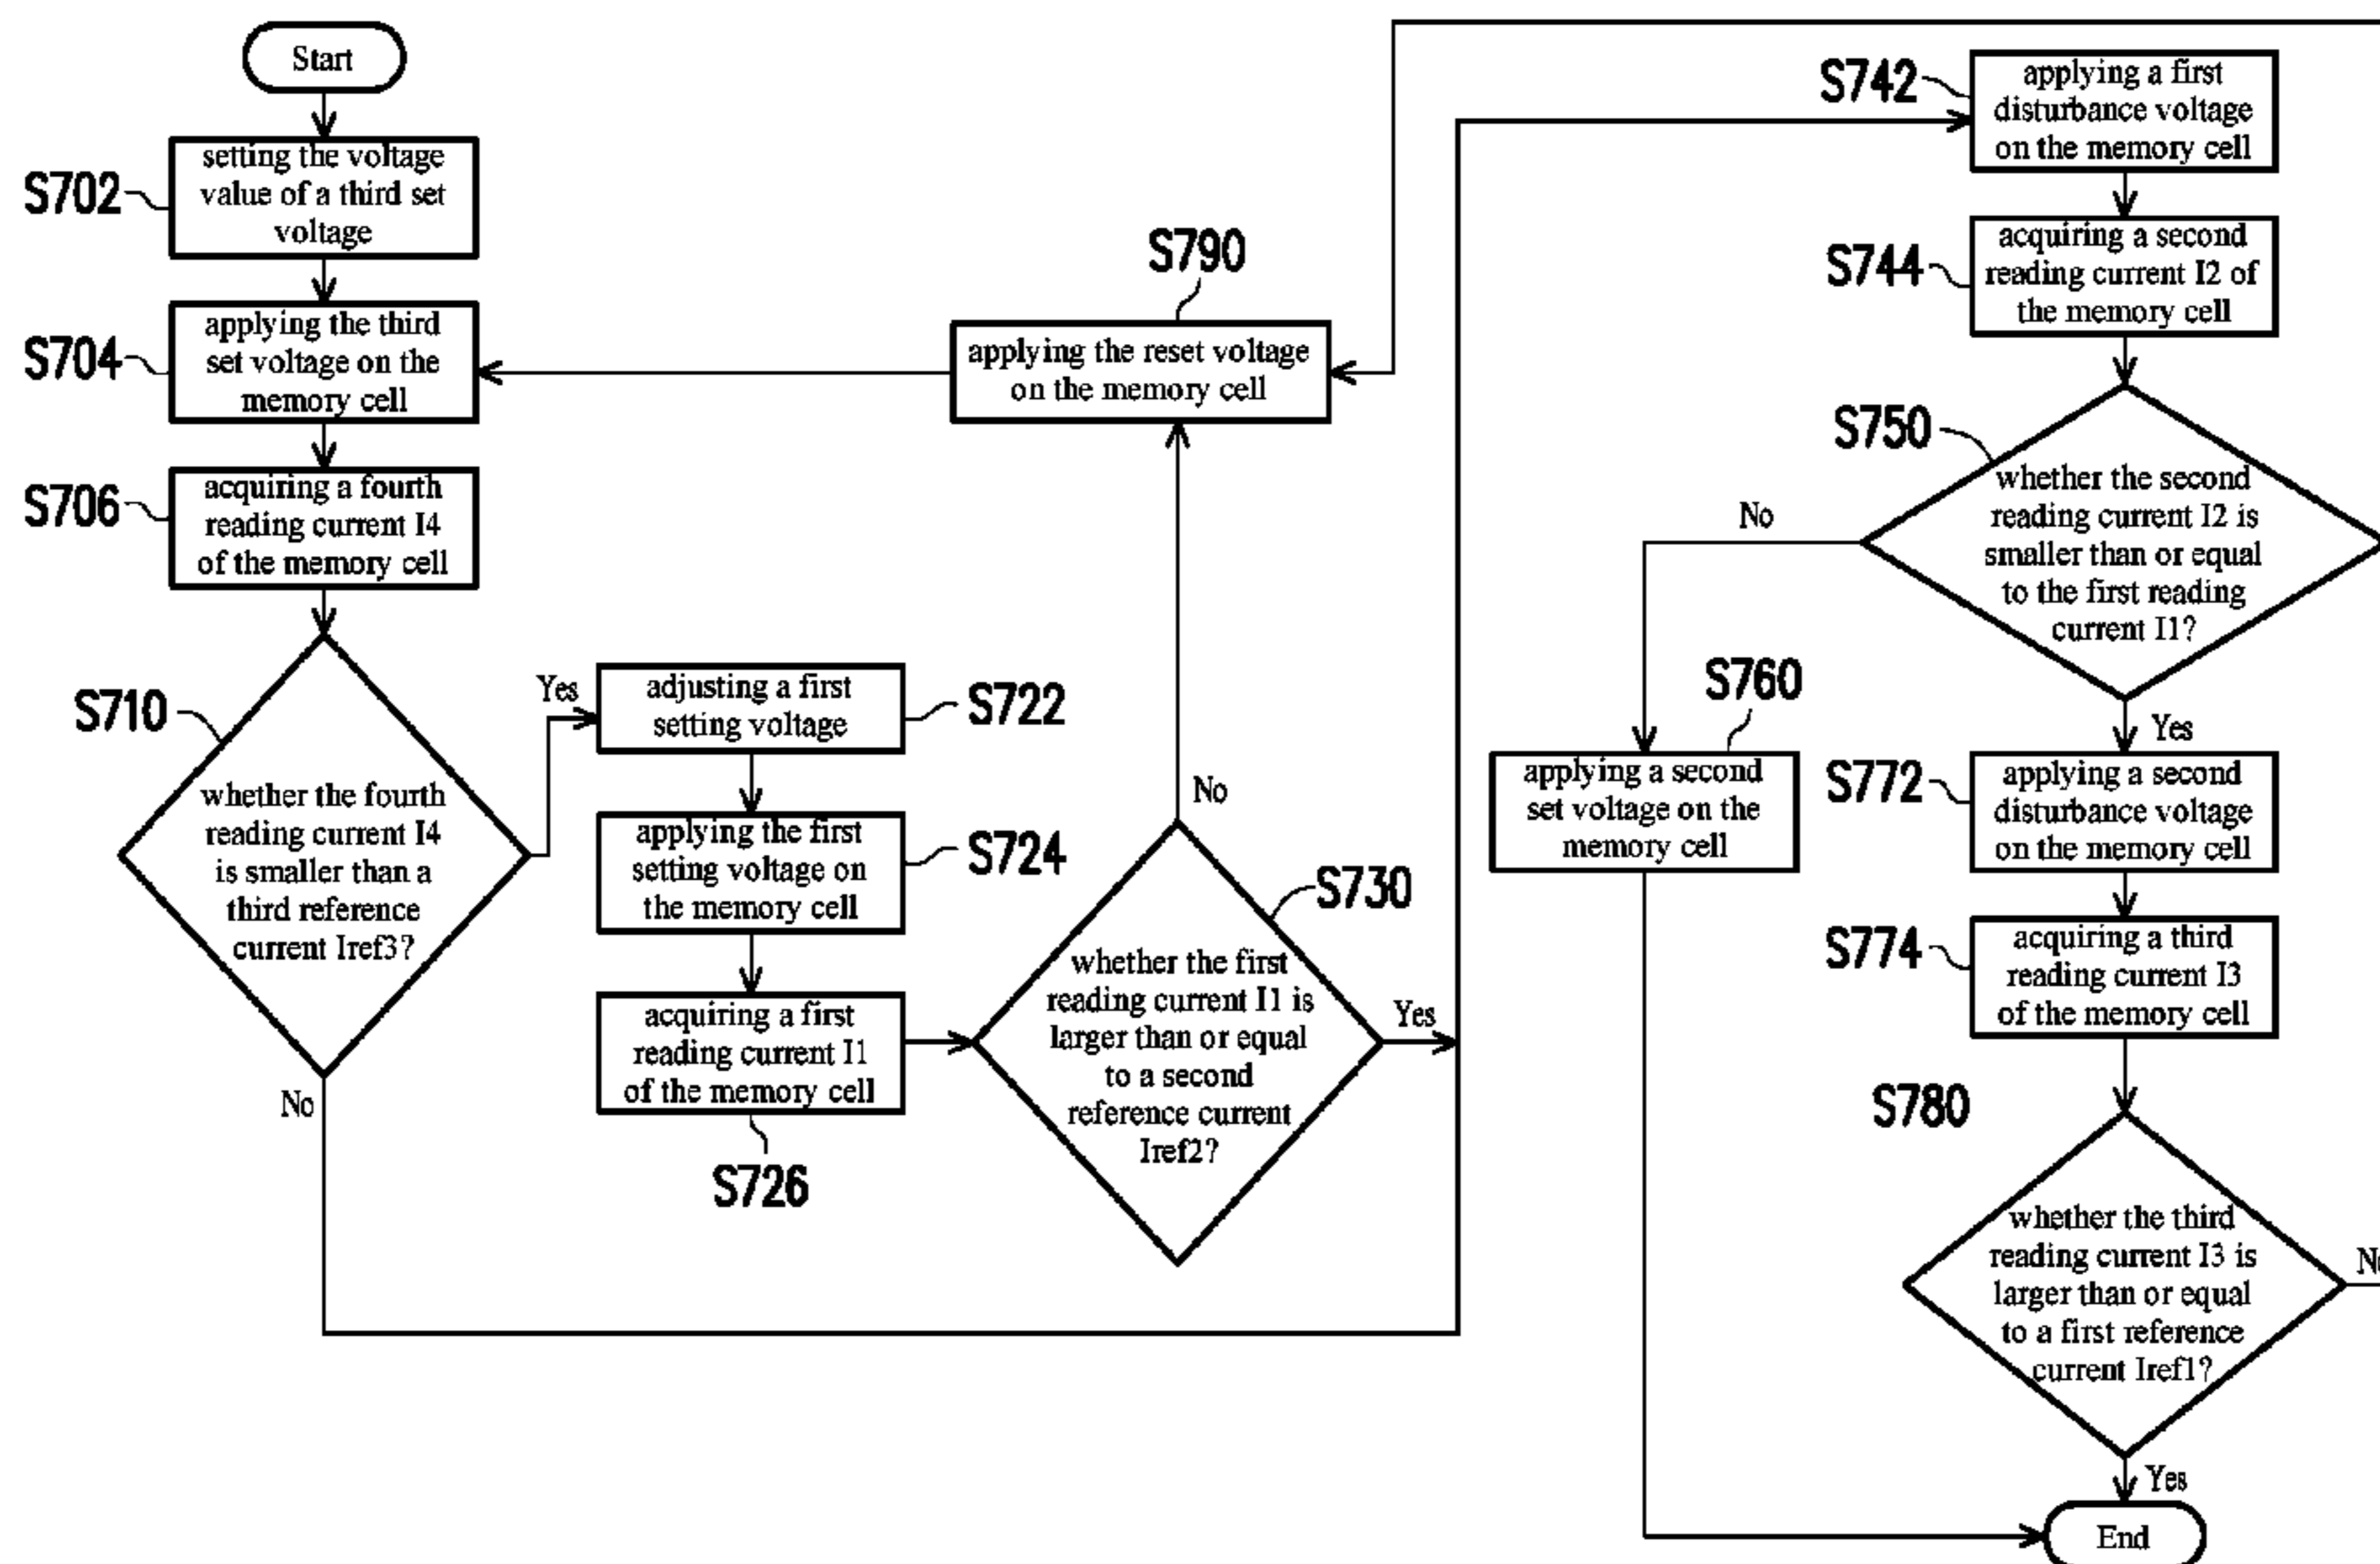 Start
S702
setting the voltage
value of a third set
voltage
S704
applying the third
set voltage on the
memory cell
S706
acquiring a fourth
reading current I4
of the memory cell
S710
whether the fourth
reading current I4
is smaller than a
third reference
current Iref3?
Yes
No
adjusting a first
setting voltage
S722
applying the first
setting voltage on
the memory cell
S724
acquiring a first
reading current I1
of the memory cell
S726
S730
whether the first
reading current I1 is
larger than or equal
to a second
reference current
Iref2?
No
Yes
S790
applying the reset voltage
on the memory cell
S742
applying a first
disturbance voltage
on the memory cell
S744
acquiring a second
reading current I2 of
the memory cell
S750
whether the second
reading current I2 is
smaller than or equal
to the first reading
current I1?
No
Yes
S760
applying a second
set voltage on the
memory cell
S772
applying a second
disturbance voltage
on the memory cell
S774
acquiring a third
reading current I3
of the memory cell
S780
whether the third
reading current I3 is
larger than or equal
to a first reference
current Iref1?
Yes
End